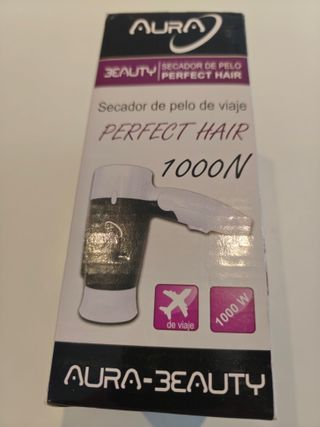 AURA
BEAUTY
SECADOR DE PELO
PERFECT HAIR
Secador de pelo de viaje
PERFECT HAIR
1000N
de viaje
1000 W
AURA-BEAUTY